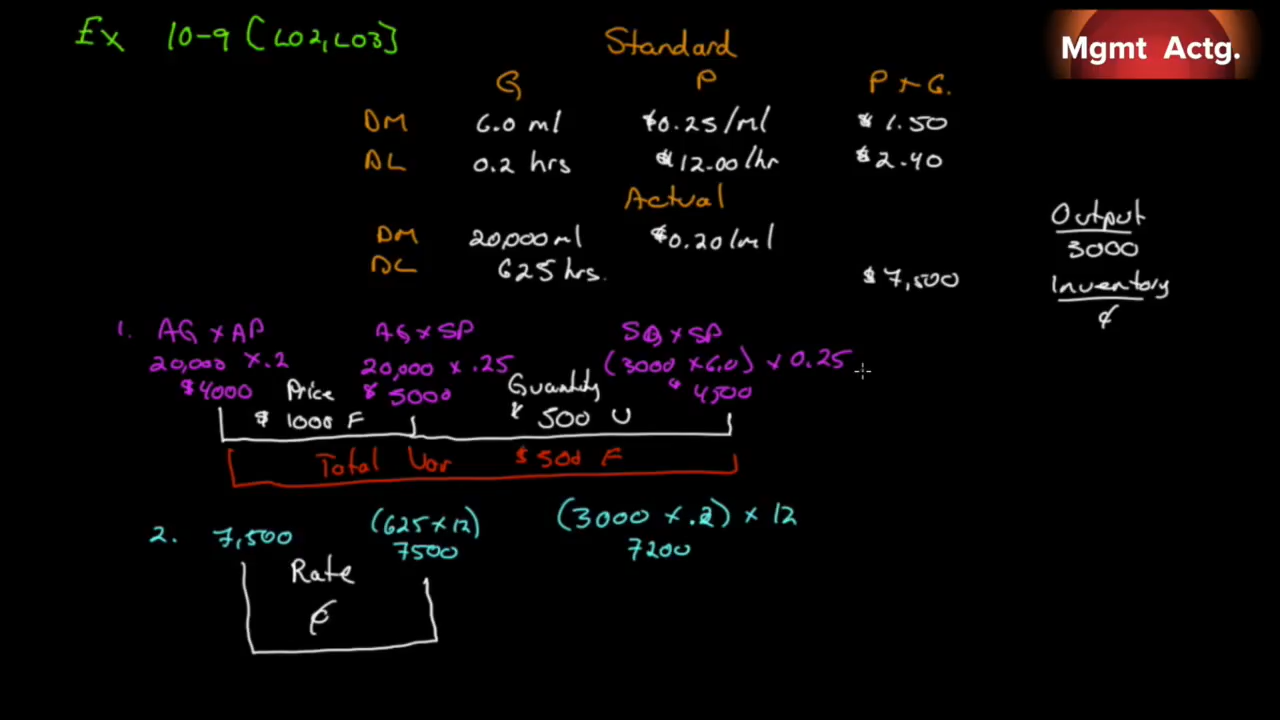 Ex 10-9 [LO2, LO3]
Mgmt Actg.
Standard
Q P P x Q.
DM 6.0 ml $0.25/ml $1.50
DL 0.2 hrs $12.00/hr $2.40
Actual
DM 20,000ml $0.20/ml
DL 625 hrs. $7,500
Output
3000
Inventory
∅
1. AQ x AP AQ x SP SQ x SP
20,000 x .2 20,000 x .25 (3000 x 6.0) x 0.25
$4000 $5000 $4500
Price Quantity
$1000 F $500 U
Total Var $500 F
2. 7,500 (625 x 12) (3000 x .2) x 12
7500 7200
Rate
∅